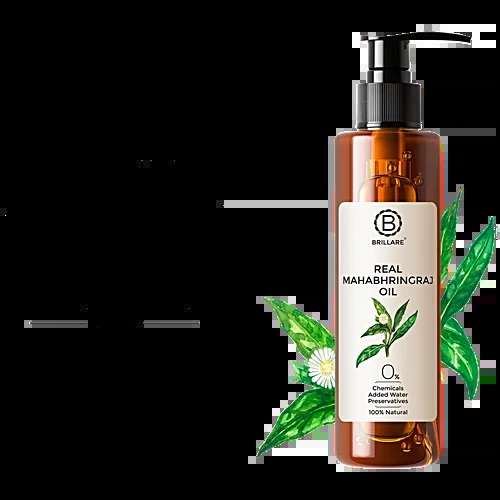 B
BRILLARE
REAL
MAHABHRINGRAJ
OIL
0%
Chemicals
Added Water
Preservatives
100% Natural